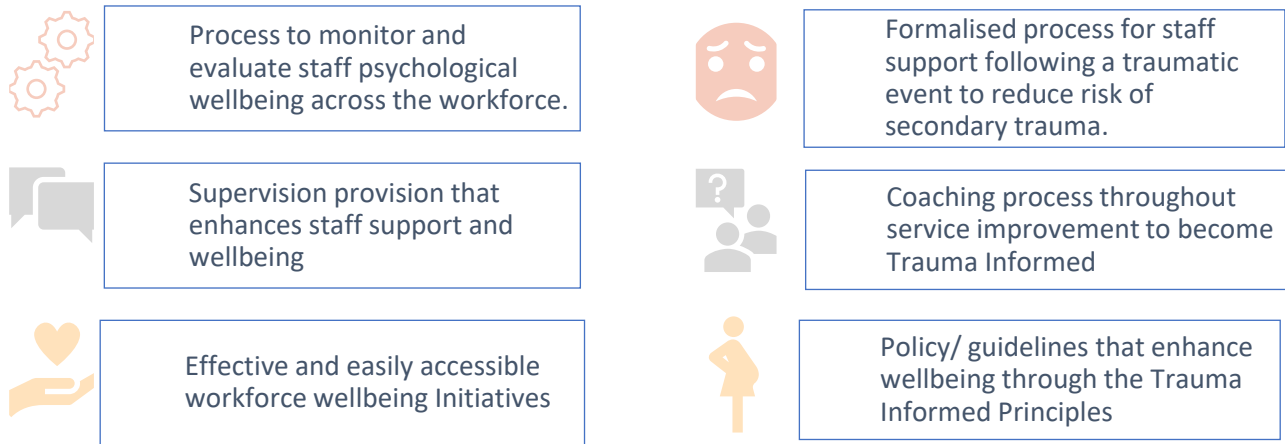 Process to monitor and
evaluate staff psychological
wellbeing across the workforce.
Formalised process for staff
support following a traumatic
event to reduce risk of
secondary trauma.
Supervision provision that
enhances staff support and
wellbeing
?
Coaching process throughout
service improvement to become
Trauma Informed
Effective and easily accessible
workforce wellbeing Initiatives
Policy/ guidelines that enhance
wellbeing through the Trauma
Informed Principles